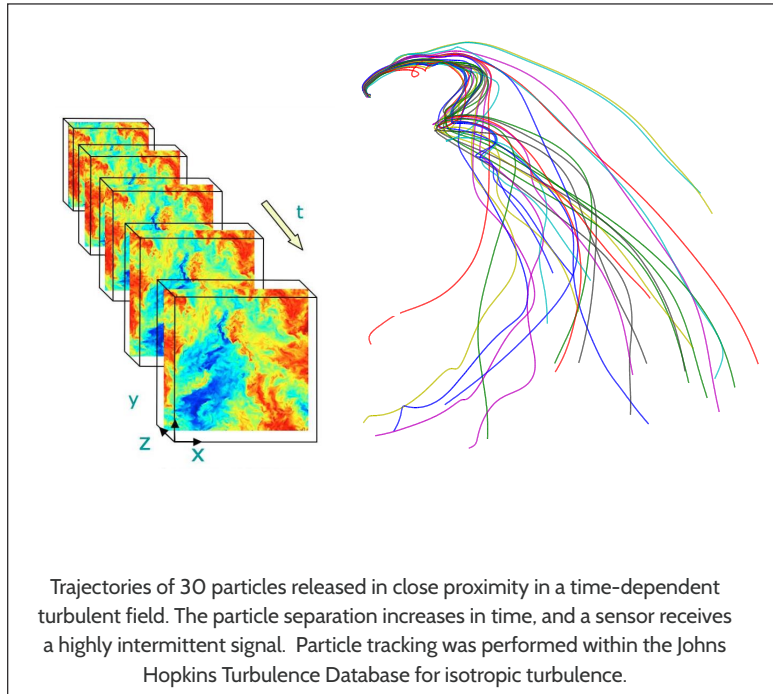 t
y
z
x
Trajectories of 30 particles released in close proximity in a time-dependent
turbulent field. The particle separation increases in time, and a sensor receives
a highly intermittent signal. Particle tracking was performed within the Johns
Hopkins Turbulence Database for isotropic turbulence.